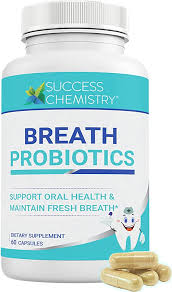 SUCCESS
CHEMISTRY®
BREATH
PROBIOTICS
SUPPORT ORAL HEALTH &
MAINTAIN FRESH BREATH*
DIETARY SUPPLEMENT
60 CAPSULES